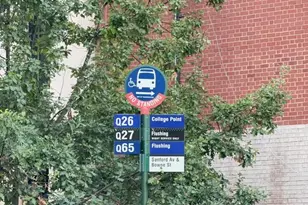 NO STANDING
Q26 College Point
Q27 Flushing
Q65 Flushing
Sanford Av &
Bowne St